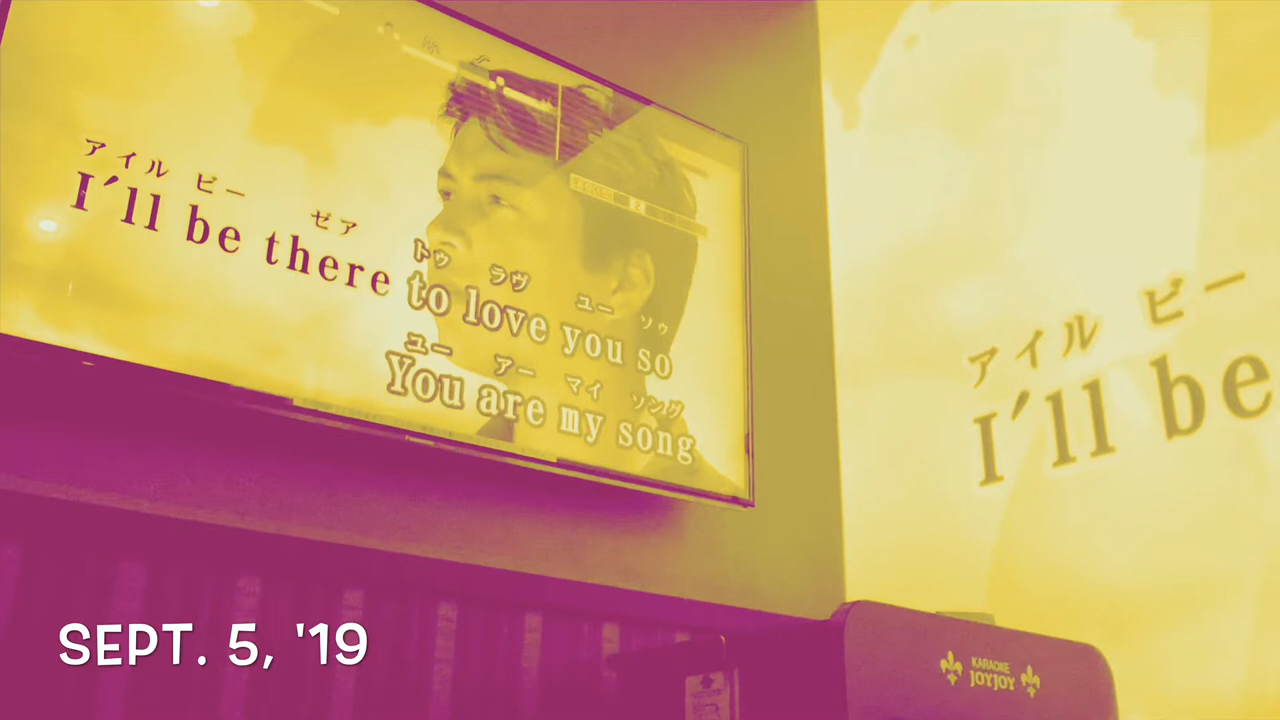 アイル ビー ゼア
I'll be there to love you so
トゥ ラヴ ユー ソゥ
You are my song
ユー アー マイ ソング
アイル ビー
I'll be
KARAOKE
JOYJOY
SEPT. 5, '19